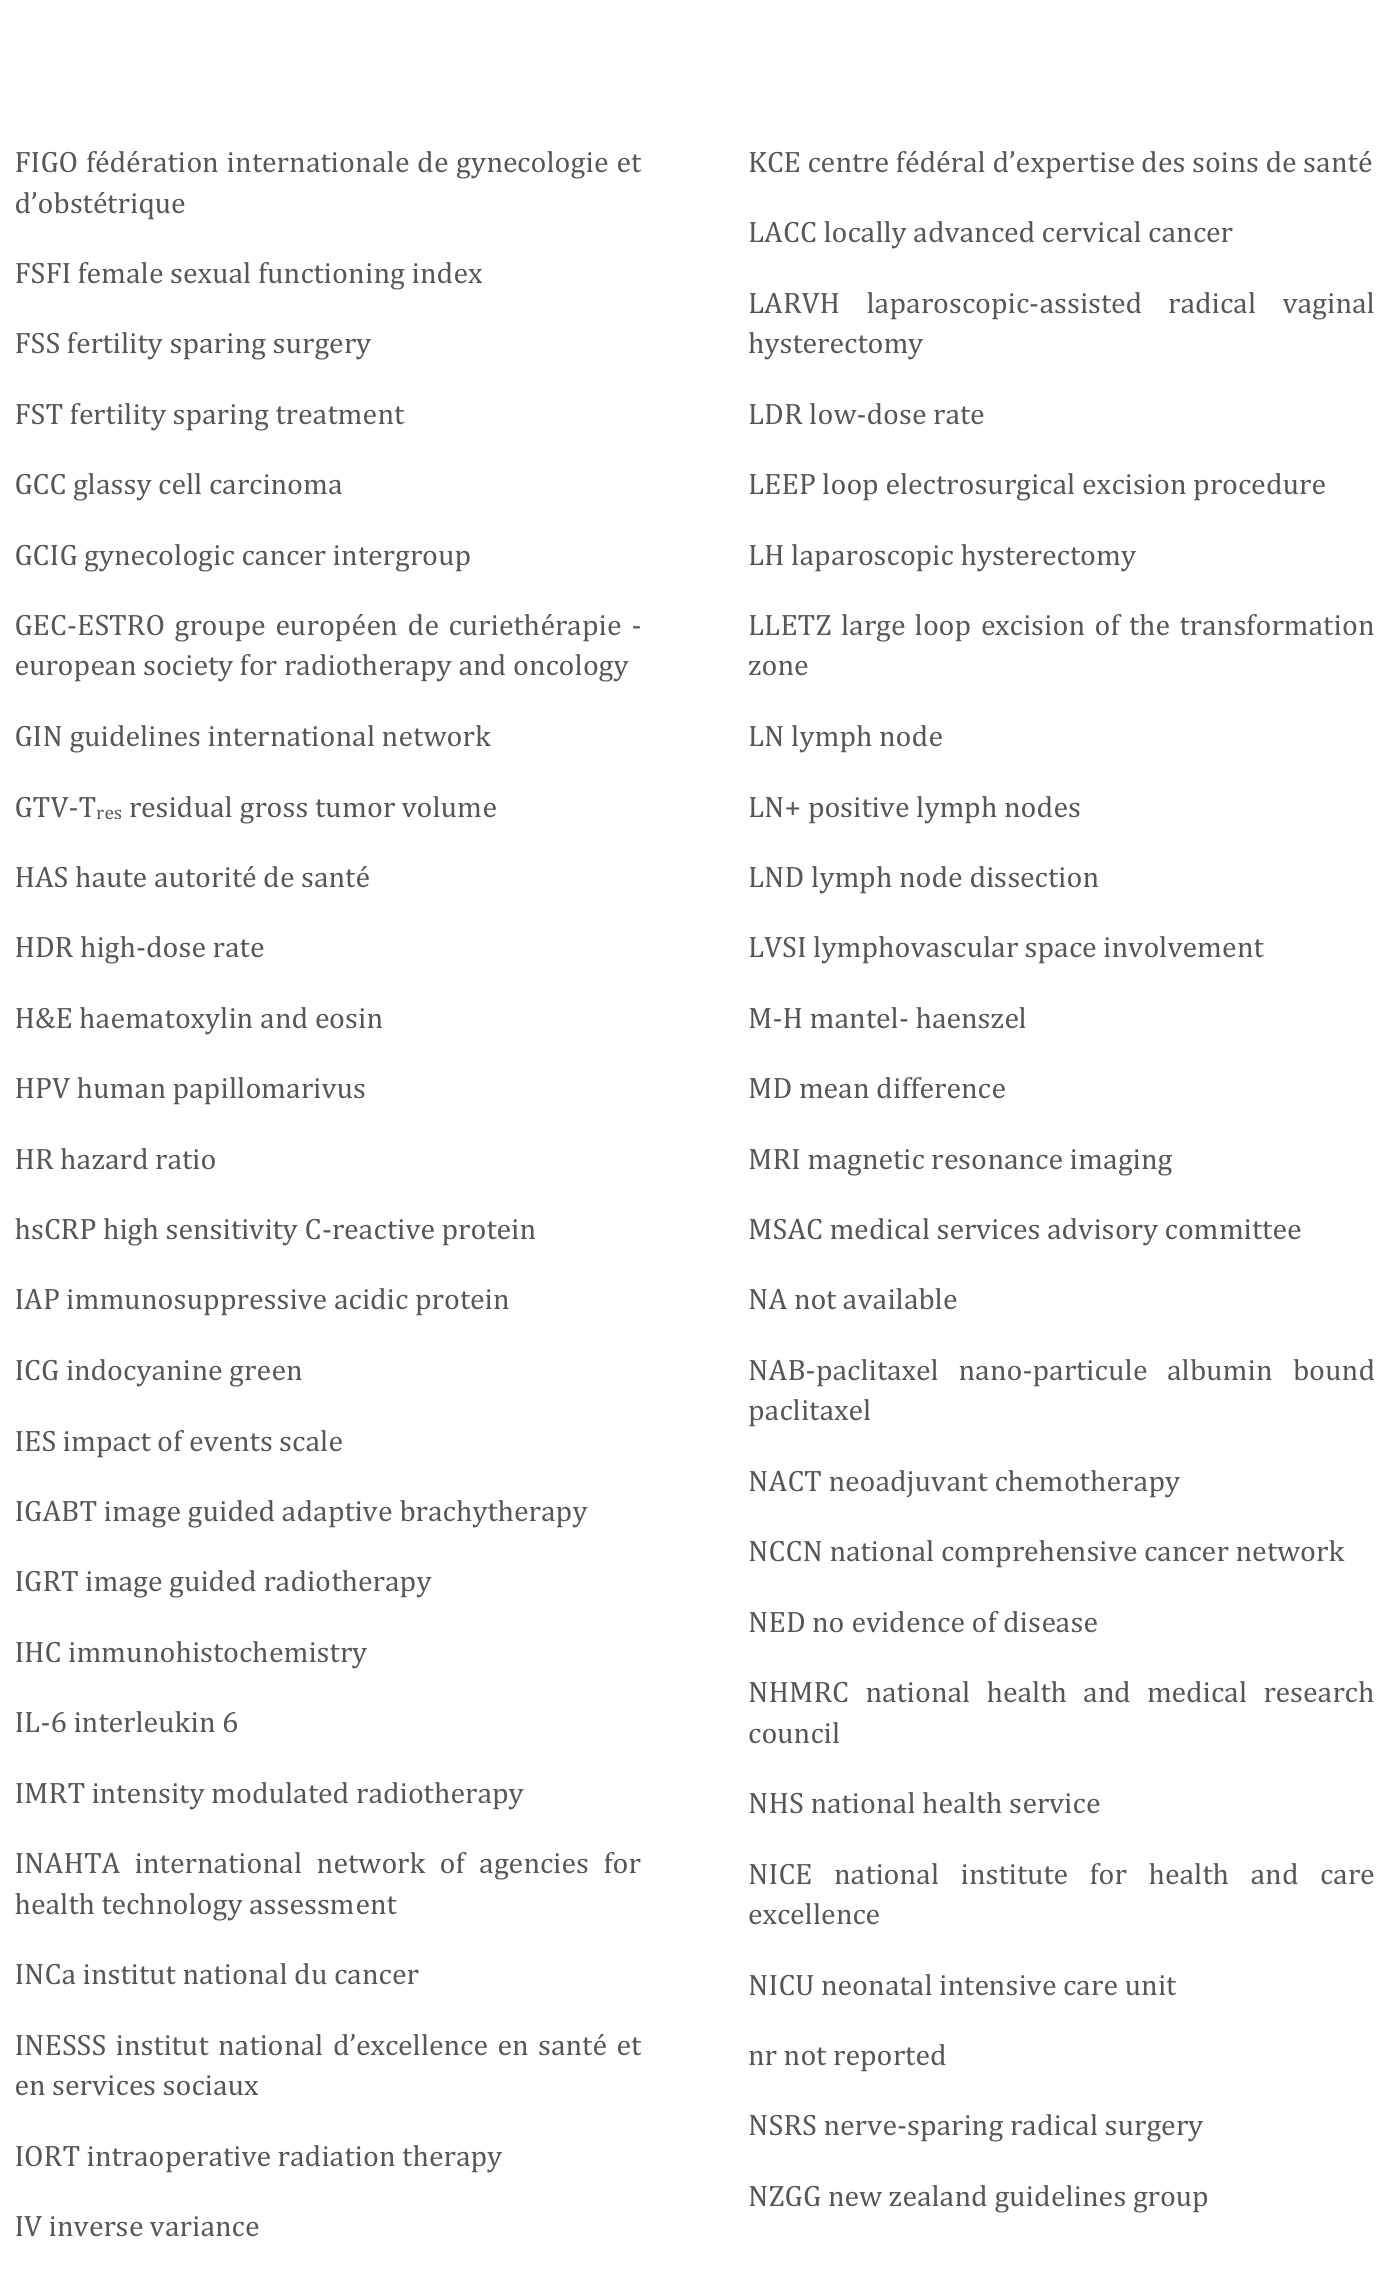 FIGO fédération internationale de gynecologie et
d’obstétrique
FSFI female sexual functioning index
FSS fertility sparing surgery
FST fertility sparing treatment
GCC glassy cell carcinoma
GCIG gynecologic cancer intergroup
GEC-ESTRO groupe européen de curiethérapie -
european society for radiotherapy and oncology
GIN guidelines international network
GTV-Tres residual gross tumor volume
HAS haute autorité de santé
HDR high-dose rate
H&E haematoxylin and eosin
HPV human papillomarivus
HR hazard ratio
hsCRP high sensitivity C-reactive protein
IAP immunosuppressive acidic protein
ICG indocyanine green
IES impact of events scale
IGABT image guided adaptive brachytherapy
IGRT image guided radiotherapy
IHC immunohistochemistry
IL-6 interleukin 6
IMRT intensity modulated radiotherapy
INAHTA international network of agencies for
health technology assessment
INCa institut national du cancer
INESSS institut national d’excellence en santé et
en services sociaux
IORT intraoperative radiation therapy
IV inverse variance
KCE centre fédéral d’expertise des soins de santé
LACC locally advanced cervical cancer
LARVH laparoscopic-assisted radical vaginal
hysterectomy
LDR low-dose rate
LEEP loop electrosurgical excision procedure
LH laparoscopic hysterectomy
LLETZ large loop excision of the transformation
zone
LN lymph node
LN+ positive lymph nodes
LND lymph node dissection
LVSI lymphovascular space involvement
M-H mantel- haenszel
MD mean difference
MRI magnetic resonance imaging
MSAC medical services advisory committee
NA not available
NAB-paclitaxel nano-particule albumin bound
paclitaxel
NACT neoadjuvant chemotherapy
NCCN national comprehensive cancer network
NED no evidence of disease
NHMRC national health and medical research
council
NHS national health service
NICE national institute for health and care
excellence
NICU neonatal intensive care unit
nr not reported
NSRS nerve-sparing radical surgery
NZGG new zealand guidelines group